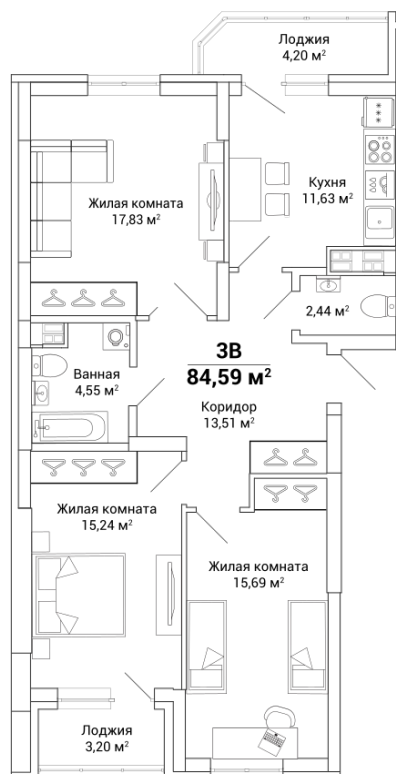 Лоджия
4,20 м²
Кухня
11,63 м²
Жилая комната
17,83 м²
2,44 м²
3В
84,59 м²
Ванная
4,55 м²
Коридор
13,51 м²
Жилая комната
15,24 м²
Жилая комната
15,69 м²
Лоджия
3,20 м²